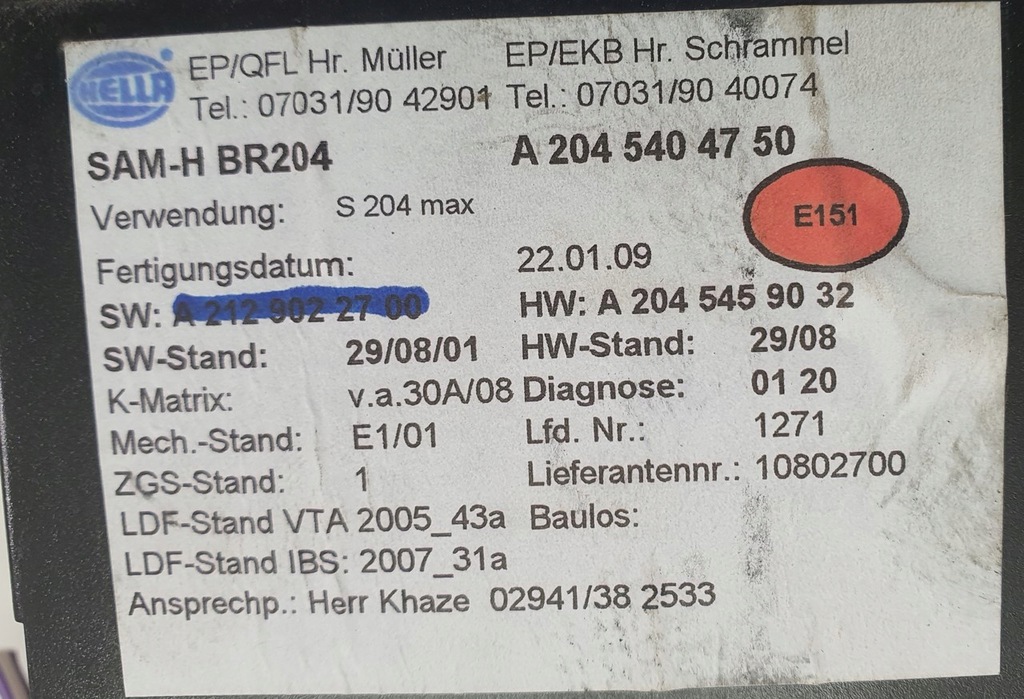 HELLA EP/QFL Hr. Müller EP/EKB Hr. Schrammel
Tel.: 07031/90 42901 Tel.: 07031/90 40074
SAM-H BR204 A 204 540 47 50
Verwendung: S 204 max E151
Fertigungsdatum: 22.01.09
SW: A 212 902 27 00 HW: A 204 545 90 32
SW-Stand: 29/08/01 HW-Stand: 29/08
K-Matrix: v.a.30A/08 Diagnose: 01 20
Mech.-Stand: E1/01 Lfd. Nr.: 1271
ZGS-Stand: 1 Lieferantennr.: 10802700
LDF-Stand VTA 2005_43a Baulos:
LDF-Stand IBS: 2007_31a
Ansprechp.: Herr Khaze 02941/38 2533